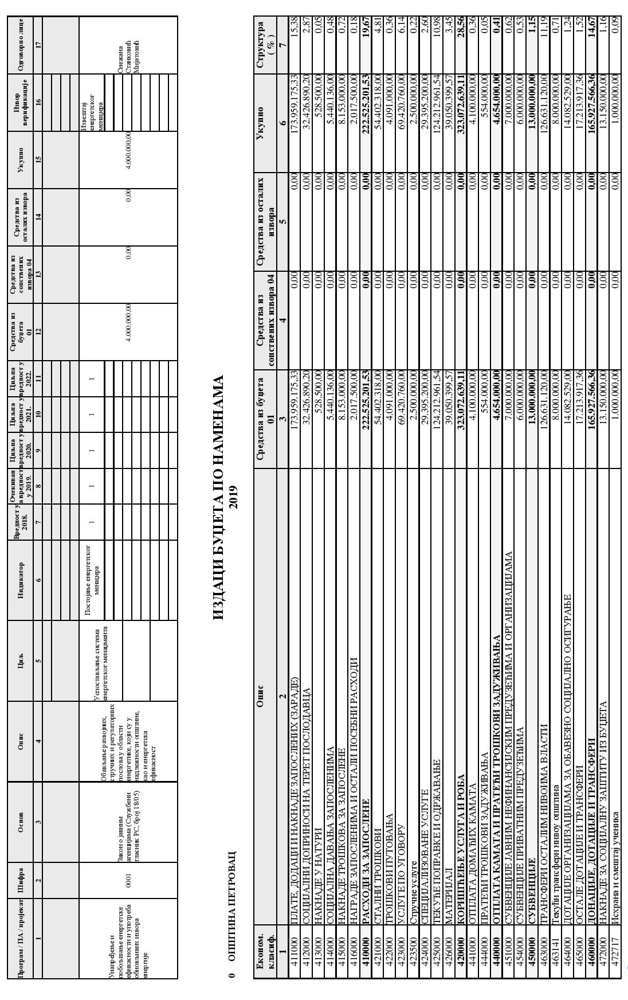 Програм / ПА / пројекат Шифра Основ Опис Циљ Индикатор Вредност у 2018. Очекивана вредност у 2019. Циљна вредност у 2020. Циљна вредност у 2021. Циљна вредност у 2022. Средства из буџета 01 Средства из сопствених извора 04 Средства из осталих извора Укупно Извор верификације Одговорно лице
1 2 3 4 5 6 7 8 9 10 11 12 13 14 15 16 17
Унапређење и побољшање енергетске ефикасности и употреба обновљивих извора енергије
0001
Закон о јавним агенцијама (Службени гласник РС, број 18/05)
Обављање развојних, стручних и регулаторних послова у области енергетике, који су у надлежности општине, као и енергетска ефикасност
Успостављање система енергетског менаџмента
Постојање енергетског менаџера
1 1 1 1 1
4.000.000,00 0,00 0,00 4.000.000,00
Извештај енергетског менаџера
Снежана Станковић Мијатовић
ИЗДАЦИ БУЏЕТА ПО НАМЕНАМА
2019
0 ОПШТИНА ПЕТРОВАЦ
Економ. класиф. Опис Средства из буџета 01 Средства из сопствених извора 04 Средства из осталих извора Укупно Структура ( % )
1 2 3 4 5 6 7
411000 ПЛАТЕ, ДОДАЦИ И НАКНАДЕ ЗАПОСЛЕНИХ (ЗАРАДЕ) 173.959.175,33 0,00 0,00 173.959.175,33 15,38
412000 СОЦИЈАЛНИ ДОПРИНОСИ НА ТЕРЕТ ПОСЛОДАВЦА 32.426.890,20 0,00 0,00 32.426.890,20 2,87
413000 НАКНАДЕ У НАТУРИ 528.500,00 0,00 0,00 528.500,00 0,05
414000 СОЦИЈАЛНА ДАВАЊА ЗАПОСЛЕНИМА 5.440.136,00 0,00 0,00 5.440.136,00 0,48
415000 НАКНАДЕ ТРОШКОВА ЗА ЗАПОСЛЕНЕ 8.153.000,00 0,00 0,00 8.153.000,00 0,72
416000 НАГРАДЕ ЗАПОСЛЕНИМА И ОСТАЛИ ПОСЕБНИ РАСХОДИ 2.017.500,00 0,00 0,00 2.017.500,00 0,18
410000 РАСХОДИ ЗА ЗАПОСЛЕНЕ 222.525.201,53 0,00 0,00 222.525.201,53 19,67
421000 СТАЛНИ ТРОШКОВИ 54.402.318,00 0,00 0,00 54.402.318,00 4,81
422000 ТРОШКОВИ ПУТОВАЊА 4.091.000,00 0,00 0,00 4.091.000,00 0,36
423000 УСЛУГЕ ПО УГОВОРУ 69.420.760,00 0,00 0,00 69.420.760,00 6,14
423500 Стручне услуге 2.500.000,00 0,00 0,00 2.500.000,00 0,22
424000 СПЕЦИЈАЛИЗОВАНЕ УСЛУГЕ 29.395.200,00 0,00 0,00 29.395.200,00 2,60
425000 ТЕКУЋЕ ПОПРАВКЕ И ОДРЖАВАЊЕ 124.212.961,54 0,00 0,00 124.212.961,54 10,98
426000 МАТЕРИЈАЛ 39.050.399,57 0,00 0,00 39.050.399,57 3,45
420000 КОРИШЋЕЊЕ УСЛУГА И РОБА 323.072.639,11 0,00 0,00 323.072.639,11 28,56
441000 ОТПЛАТА ДОМАЋИХ КАМАТА 4.100.000,00 0,00 0,00 4.100.000,00 0,36
444000 ПРАТЕЋИ ТРОШКОВИ ЗАДУЖИВАЊА 554.000,00 0,00 0,00 554.000,00 0,05
440000 ОТПЛАТА КАМАТА И ПРАТЕЋИ ТРОШКОВИ ЗАДУЖИВАЊА 4.654.000,00 0,00 0,00 4.654.000,00 0,41
451000 СУБВЕНЦИЈЕ ЈАВНИМ НЕФИНАНСИЈСКИМ ПРЕДУЗЕЋИМА И ОРГАНИЗАЦИЈАМА 7.000.000,00 0,00 0,00 7.000.000,00 0,62
454000 СУБВЕНЦИЈЕ ПРИВАТНИМ ПРЕДУЗЕЋИМА 6.000.000,00 0,00 0,00 6.000.000,00 0,53
450000 СУБВЕНЦИЈЕ 13.000.000,00 0,00 0,00 13.000.000,00 1,15
463000 ТРАНСФЕРИ ОСТАЛИМ НИВОИМА ВЛАСТИ 126.631.120,00 0,00 0,00 126.631.120,00 11,19
463141 Текући трансфери нивоу општина 8.000.000,00 0,00 0,00 8.000.000,00 0,71
464000 ДОТАЦИЈЕ ОРГАНИЗАЦИЈАМА ЗА ОБАВЕЗНО СОЦИЈАЛНО ОСИГУРАЊЕ 14.082.529,00 0,00 0,00 14.082.529,00 1,24
465000 ОСТАЛЕ ДОТАЦИЈЕ И ТРАНСФЕРИ 17.213.917,36 0,00 0,00 17.213.917,36 1,52
460000 ДОНАЦИЈЕ, ДОТАЦИЈЕ И ТРАНСФЕРИ 165.927.566,36 0,00 0,00 165.927.566,36 14,67
472000 НАКНАДЕ ЗА СОЦИЈАЛНУ ЗАШТИТУ ИЗ БУЏЕТА 13.150.000,00 0,00 0,00 13.150.000,00 1,16
472717 Исхрана и смештај ученика 1.000.000,00 0,00 0,00 1.000.000,00 0,09